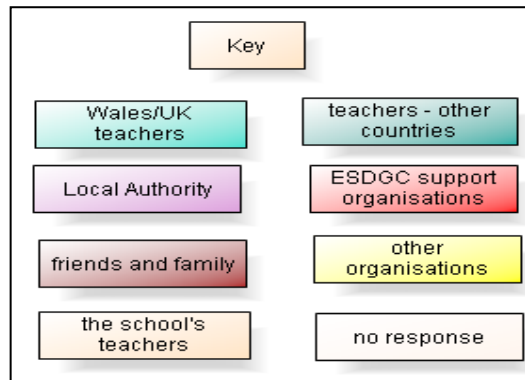 Key
Wales/UK
teachers
teachers - other
countries
Local Authority
ESDGC support
organisations
friends and family
other
organisations
the school's
teachers
no response